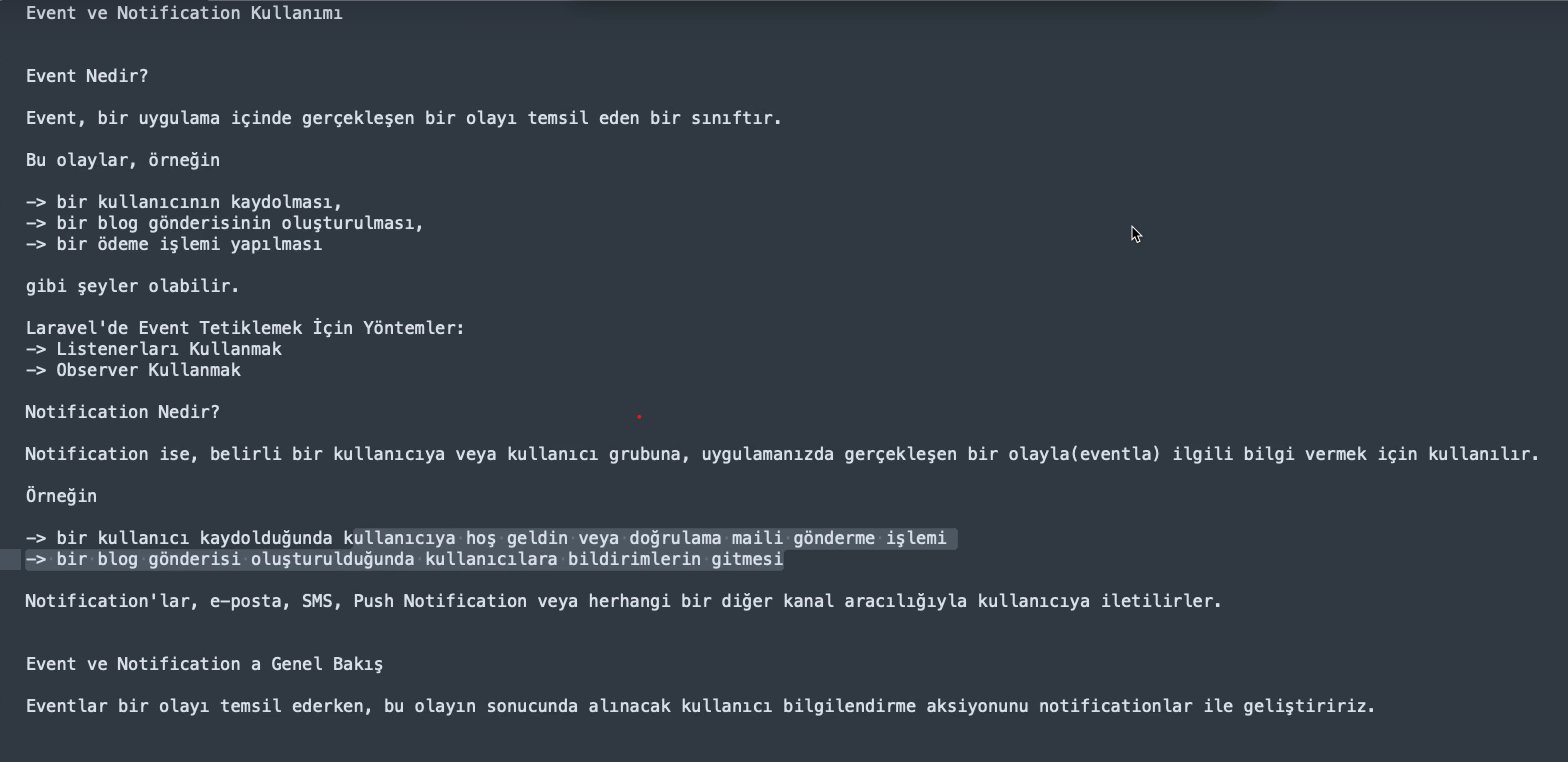 Event ve Notification Kullanımı
Event Nedir?
Event, bir uygulama içinde gerçekleşen bir olayı temsil eden bir sınıftır.
Bu olaylar, örneğin
-> bir kullanıcının kaydolması,
-> bir blog gönderisinin oluşturulması,
-> bir ödeme işlemi yapılması
gibi şeyler olabilir.
Laravel'de Event Tetiklemek İçin Yöntemler:
-> Listenerları Kullanmak
-> Observer Kullanmak
Notification Nedir?
Notification ise, belirli bir kullanıcıya veya kullanıcı grubuna, uygulamanızda gerçekleşen bir olayla(eventla) ilgili bilgi vermek için kullanılır.
Örneğin
-> bir kullanıcı kaydolduğunda kullanıcıya hoş geldin veya doğrulama maili gönderme işlemi
-> bir blog gönderisi oluşturulduğunda kullanıcılara bildirimlerin gitmesi
Notification'lar, e-posta, SMS, Push Notification veya herhangi bir diğer kanal aracılığıyla kullanıcıya iletilirler.
Event ve Notification a Genel Bakış
Eventlar bir olayı temsil ederken, bu olayın sonucunda alınacak kullanıcı bilgilendirme aksiyonunu notificationlar ile geliştiririz.